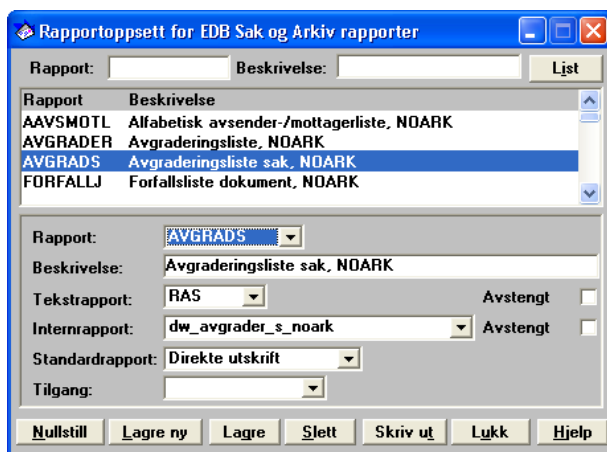 Rapportoppsett for EDB Sak og Arkiv rapporter
Rapport: Beskrivelse: List
Rapport Beskrivelse
AAVSMOTL Alfabetisk avsender-/mottagerliste, NOARK
AVGRADER Avgraderingsliste, NOARK
AVGRADS Avgraderingsliste sak, NOARK
FORFALLJ Forfallsliste dokument, NOARK
Rapport: AVGRADS
Beskrivelse: Avgraderingsliste sak, NOARK
Tekstrapport: RAS Avstengt
Internrapport: dw_avgrader_s_noark Avstengt
Standardrapport: Direkte utskrift
Tilgang:
Nullstill Lagre ny Lagre Slett Skriv ut Lukk Hjelp